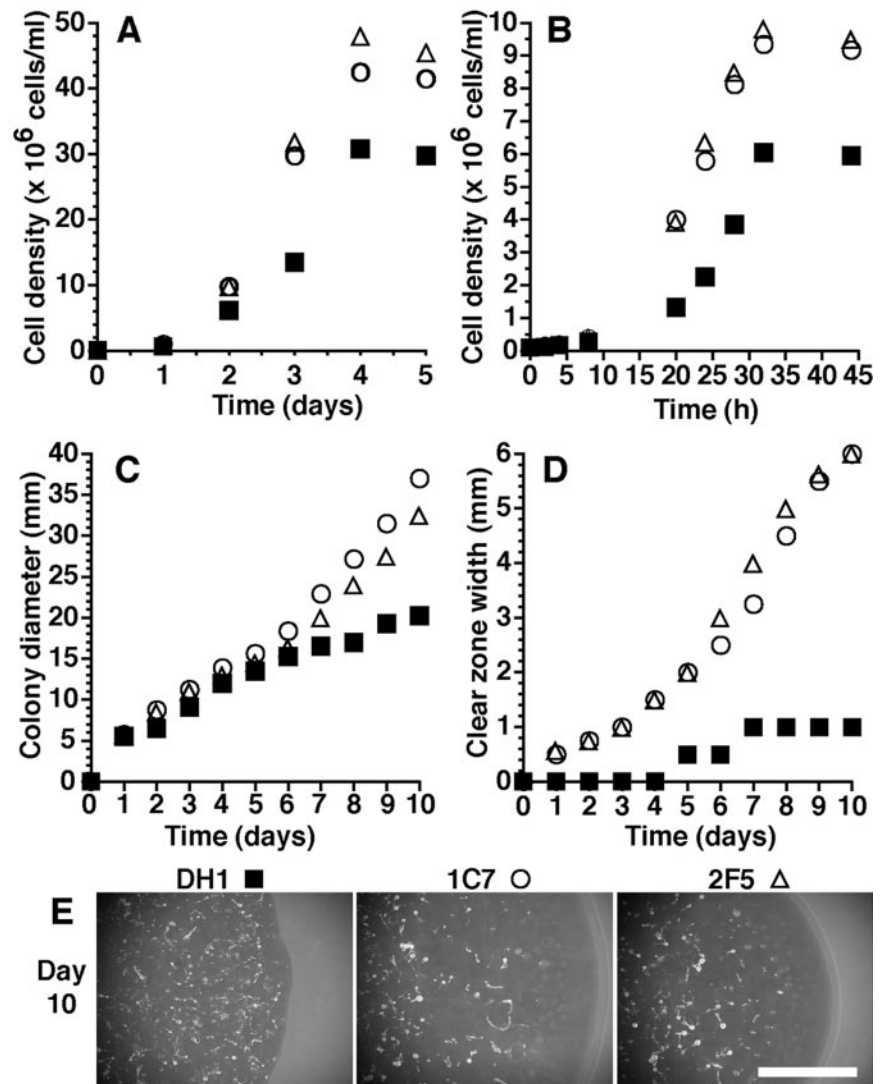 A
Cell density (x 10⁶ cells/ml)
50
40
30
20
10
0
0 1 2 3 4 5
Time (days)
B
Cell density (x 10⁶ cells/ml)
10
9
8
7
6
5
4
3
2
1
0
0 5 10 15 20 25 30 35 40 45
Time (h)
C
Colony diameter (mm)
40
35
30
25
20
15
10
5
0
0 1 2 3 4 5 6 7 8 9 10
Time (days)
D
Clear zone width (mm)
6
5
3
2
1
0
0 1 2 3 4 5 6 7 8 9 10
Time (days)
E
DH1
1C7
2F5
Day
10